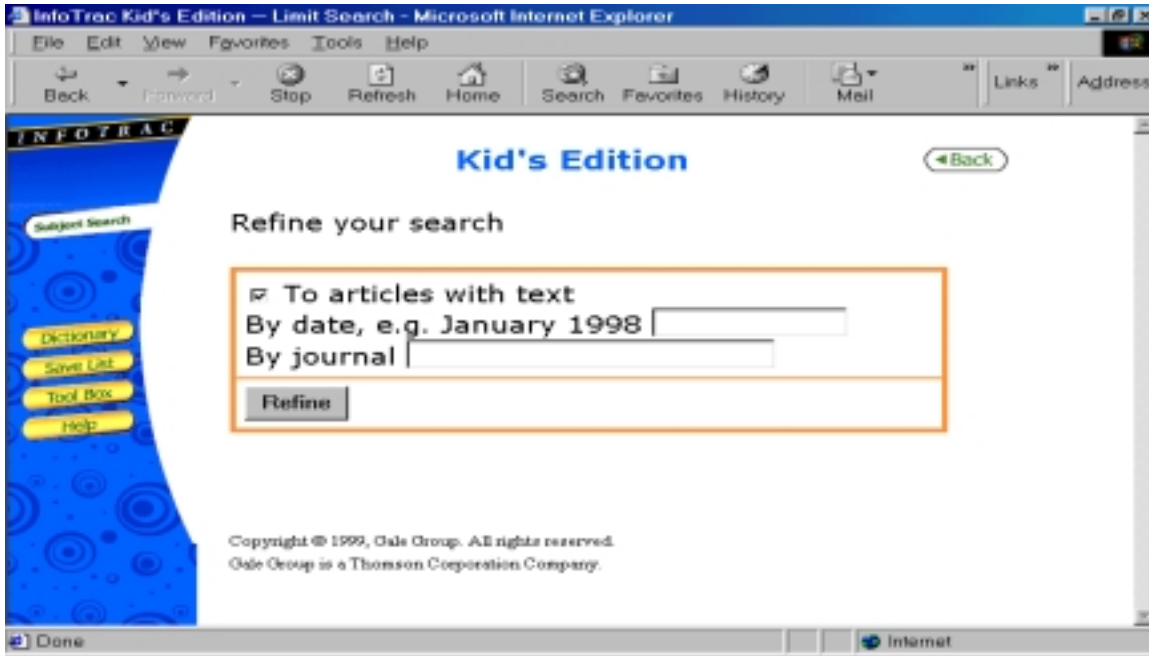 InfoTrac Kid's Edition — Limit Search - Microsoft Internet Explorer
File Edit View Favorites Tools Help
Back Forward Stop Refresh Home Search Favorites History Mail Links Address
INFOTRAC
Kid's Edition
Back
Subject Search
Refine your search
To articles with text
By date, e.g. January 1998
By journal
Refine
Dictionary
Save List
Tool Box
Help
Copyright © 1999, Gale Group. All rights reserved.
Gale Group is a Thomson Corporation Company.
Done Internet